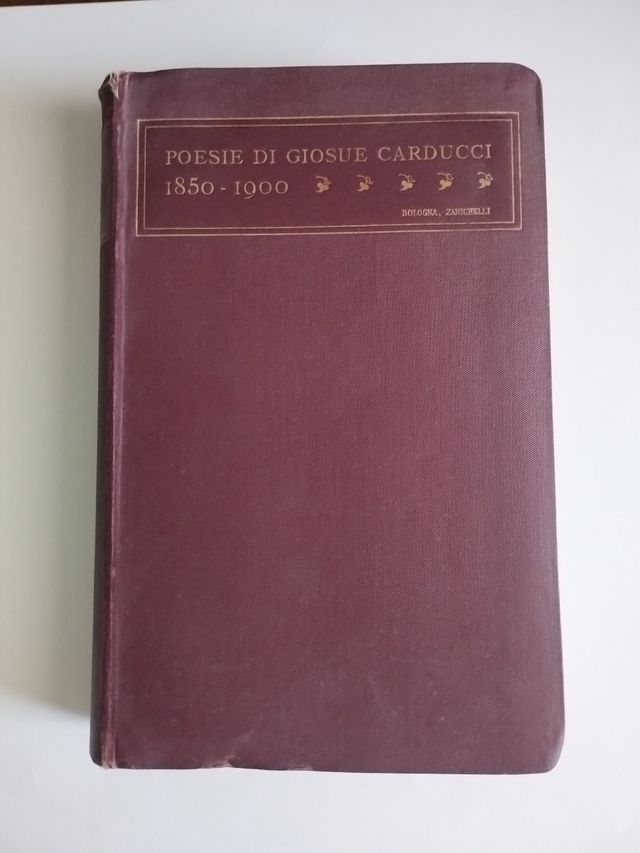 POESIE DI GIOSUE CARDUCCI
1850-1900
BOLOGNA, ZANICHELLI